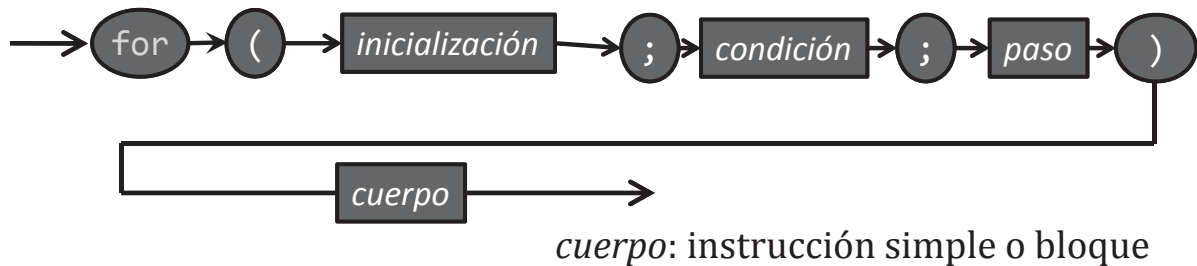 for ( inicialización ; condición ; paso )
cuerpo
cuerpo: instrucción simple o bloque